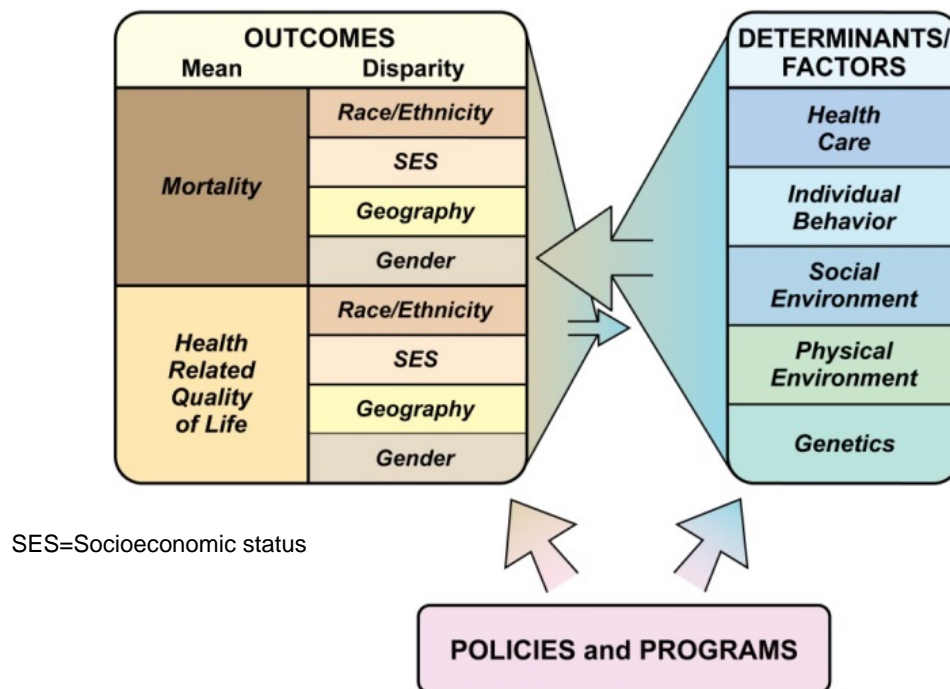 OUTCOMES
Mean
Disparity
Mortality
Race/Ethnicity
SES
Geography
Gender
Health
Related
Quality
of Life
Race/Ethnicity
SES
Geography
Gender
DETERMINANTS/
FACTORS
Health
Care
Individual
Behavior
Social
Environment
Physical
Environment
Genetics
SES=Socioeconomic status
POLICIES and PROGRAMS